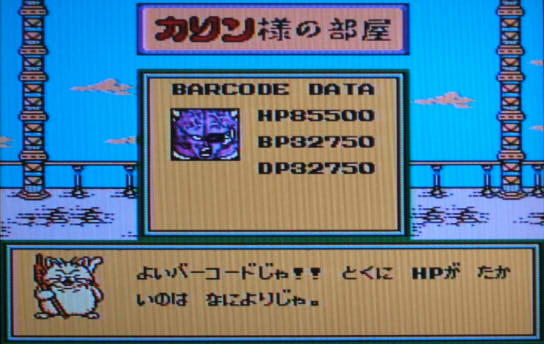 カリン様の部屋
BARCODE DATA
HP85500
BP32750
DP32750
よいバーコードじゃ!! とくに HPが たか
いのは なによりじゃ。